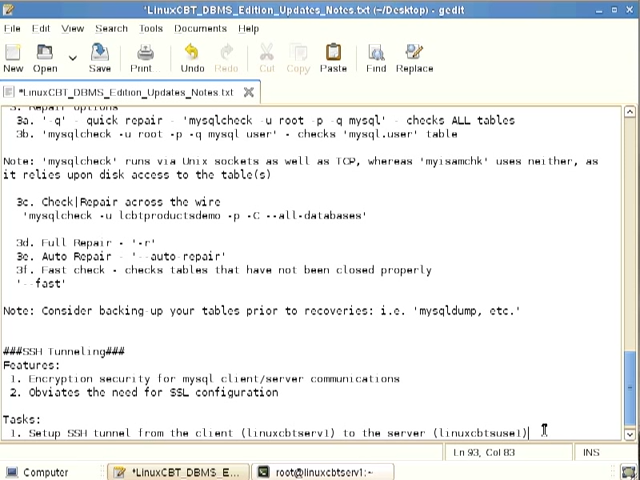 *LinuxCBT_DBMS_Edition_Updates_Notes.txt (~/Desktop) - gedit
File Edit View Search Tools Documents Help
New Open Save Print Undo Redo Cut Copy Paste Find Replace
*LinuxCBT_DBMS_Edition_Updates_Notes.txt
3. Repair options
3a. '-q' - quick repair - 'mysqlcheck -u root -p -q mysql' - checks ALL tables
3b. 'mysqlcheck -u root -p -q mysql user' - checks 'mysql.user' table
Note: 'mysqlcheck' runs via Unix sockets as well as TCP, whereas 'myisamchk' uses neither, as
it relies upon disk access to the table(s)
3c. Check|Repair across the wire
'mysqlcheck -u lcbtproductsdemo -p -C --all-databases'
3d. Full Repair - '-r'
3e. Auto Repair - '--auto-repair'
3f. Fast check - checks tables that have not been closed properly
'--fast'
Note: Consider backing-up your tables prior to recoveries: i.e. 'mysqldump, etc.'
###SSH Tunneling###
Features:
1. Encryption security for mysql client/server communications
2. Obviates the need for SSL configuration
Tasks:
1. Setup SSH tunnel from the client (linuxcbtserv1) to the server (linuxcbtsuse1)
Ln 93, Col 83 INS
Computer *LinuxCBT_DBMS_E... root@linuxcbtserv1:~